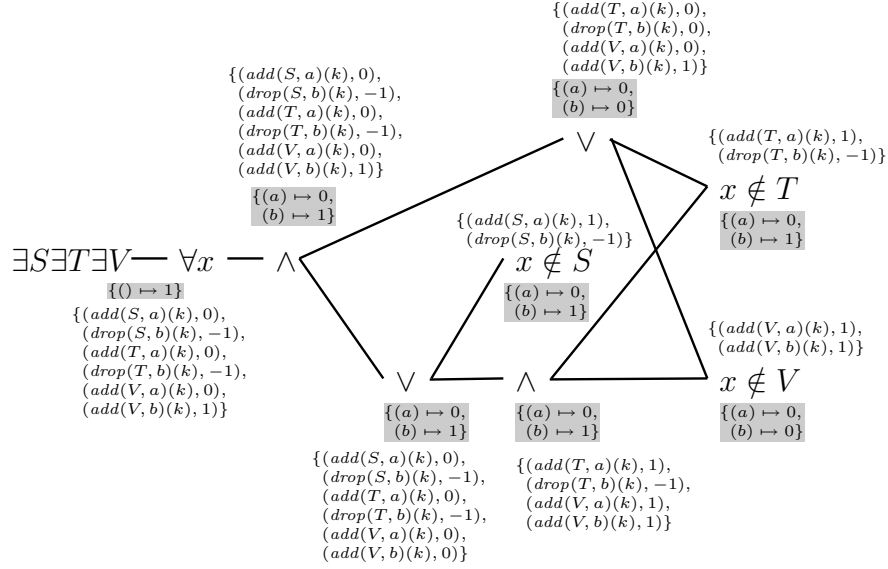 {(add(T, a)(k), 0),
(drop(T, b)(k), 0),
(add(V, a)(k), 0),
(add(V, b)(k), 1)}
{(a) ↦ 0,
(b) ↦ 0}
∨
{(add(S, a)(k), 0),
(drop(S, b)(k), −1),
(add(T, a)(k), 0),
(drop(T, b)(k), −1),
(add(V, a)(k), 0),
(add(V, b)(k), 1)}
{(a) ↦ 0,
(b) ↦ 1}
{(add(T, a)(k), 1),
(drop(T, b)(k), −1)}
x ∉ T
{(a) ↦ 0,
(b) ↦ 1}
{(add(S, a)(k), 1),
(drop(S, b)(k), −1)}
∃S∃T∃V ∀x ∧ x ∉ S
{() ↦ 1}
{(a) ↦ 0,
(b) ↦ 1}
{(add(S, a)(k), 0),
(drop(S, b)(k), −1),
(add(T, a)(k), 0),
(drop(T, b)(k), −1),
(add(V, a)(k), 0),
(add(V, b)(k), 1)}
{(add(V, a)(k), 1),
(add(V, b)(k), 1)}
∨ ∧ x ∉ V
{(a) ↦ 0,
(b) ↦ 1}
{(a) ↦ 0,
(b) ↦ 1}
{(a) ↦ 0,
(b) ↦ 0}
{(add(S, a)(k), 0),
(drop(S, b)(k), −1),
(add(T, a)(k), 0),
(drop(T, b)(k), −1),
(add(V, a)(k), 0)
(add(V, b)(k), 0)}
{(add(T, a)(k), 1),
(drop(T, b)(k), −1),
(add(V, a)(k), 1),
(add(V, b)(k), 1)}